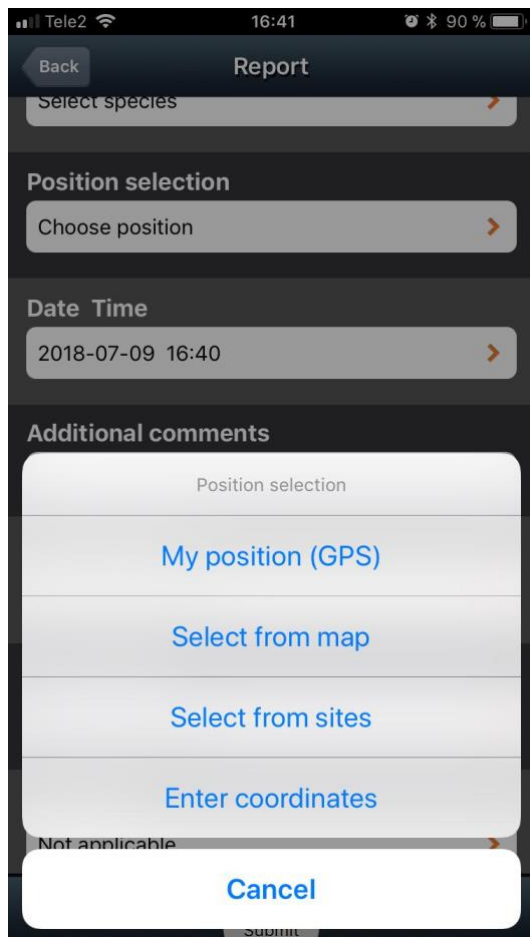 Tele2 16:41 90 %
Back Report
Select species
Position selection
Choose position
Date Time
2018-07-09 16:40
Additional comments
Position selection
My position (GPS)
Select from map
Select from sites
Enter coordinates
Not applicable
Cancel
Submit